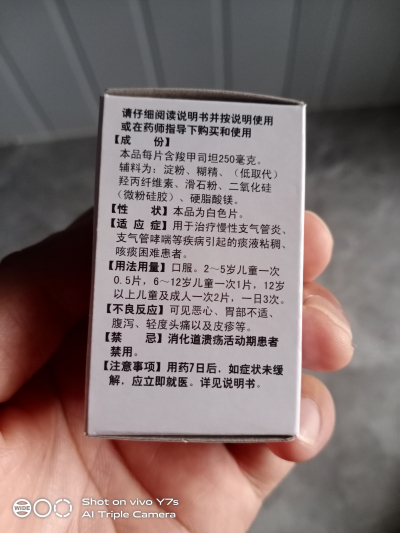 请仔细阅读说明书并按说明使用
或在药师指导下购买和使用
【成 份】
本品每片含羧甲司坦250毫克。
辅料为：淀粉、糊精、（低取代）
羟丙纤维素、滑石粉、二氧化硅
（微粉硅胶）、硬脂酸镁。
【性 状】本品为白色片。
【适 应 症】用于治疗慢性支气管炎、
支气管哮喘等疾病引起的痰液粘稠、
咳痰困难患者。
【用法用量】口服。2～5岁儿童一次
0.5片，6～12岁儿童一次1片，12岁
以上儿童及成人一次2片，一日3次。
【不良反应】可见恶心、胃部不适、
腹泻、轻度头痛以及皮疹等。
【禁 忌】消化道溃疡活动期患者
禁用。
【注意事项】用药7日后，如症状未缓
解，应立即就医。详见说明书。
WIDE
Shot on vivo Y7s
AI Triple Camera